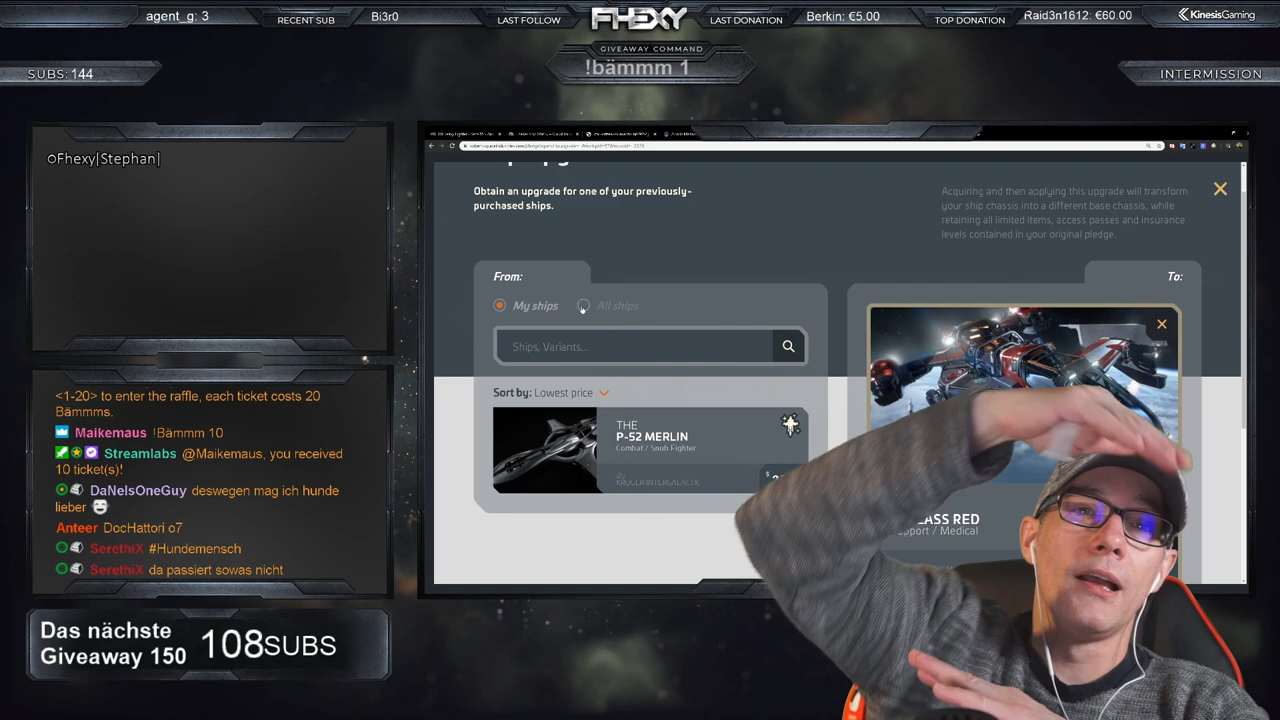 agent_g: 3
RECENT SUB
Bi3r0
LAST FOLLOW
FHEXY
LAST DONATION
Berkin: €5.00
TOP DONATION
Raid3n1612: €60.00
KinesisGaming
GIVEAWAY COMMAND
!bämmm 1
SUBS: 144
INTERMISSION
Fhexy[Stephan]
Obtain an upgrade for one of your previously-
purchased ships.
Acquiring and then applying this upgrade will transform
your ship chassis into a different base chassis, while
retaining all limited items, access passes and insurance
levels contained in your original pledge.
From:
To:
My ships
All ships
Ships, Variants...
Sort by: Lowest price
THE
P-52 MERLIN
Combat / Snub Fighter
KRUGER INTERGALACTIC
$
ASS RED
pport / Medical
<1-20> to enter the raffle, each ticket costs 20
Bämmms.
Maikemaus !Bämmm 10
Streamlabs @Maikemaus, you received
10 ticket(s)!
DaNelsOneGuy deswegen mag ich hunde
lieber
Anteer DocHattori o7
SerethiX #Hundemensch
SerethiX da passiert sowas nicht
Das nächste
Giveaway 150
108SUBS